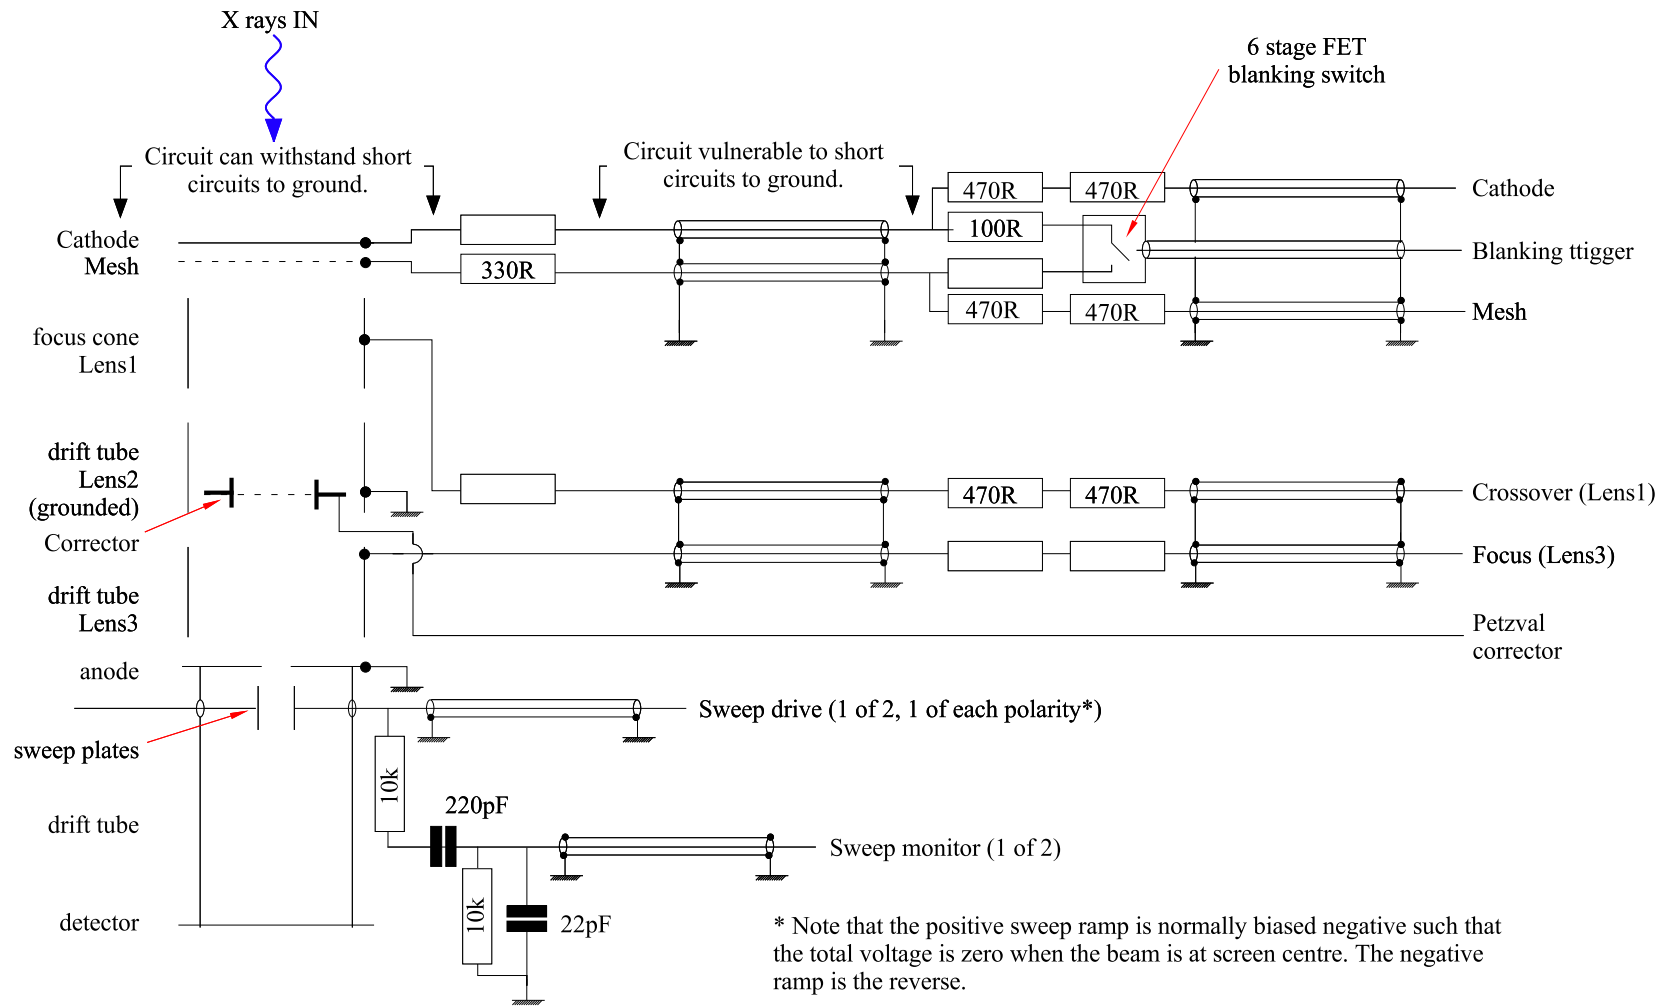 X rays IN
6 stage FET
blanking switch
Circuit can withstand short
circuits to ground.
Circuit vulnerable to short
circuits to ground.
470R
470R
Cathode
100R
Cathode
Mesh
330R
Blanking ttigger
470R
470R
Mesh
focus cone
Lens1
drift tube
Lens2
(grounded)
Corrector
470R
470R
Crossover (Lens1)
Focus (Lens3)
drift tube
Lens3
Petzval
corrector
anode
Sweep drive (1 of 2, 1 of each polarity*)
sweep plates
10k
220pF
drift tube
Sweep monitor (1 of 2)
10k
22pF
detector
* Note that the positive sweep ramp is normally biased negative such that
the total voltage is zero when the beam is at screen centre. The negative
ramp is the reverse.